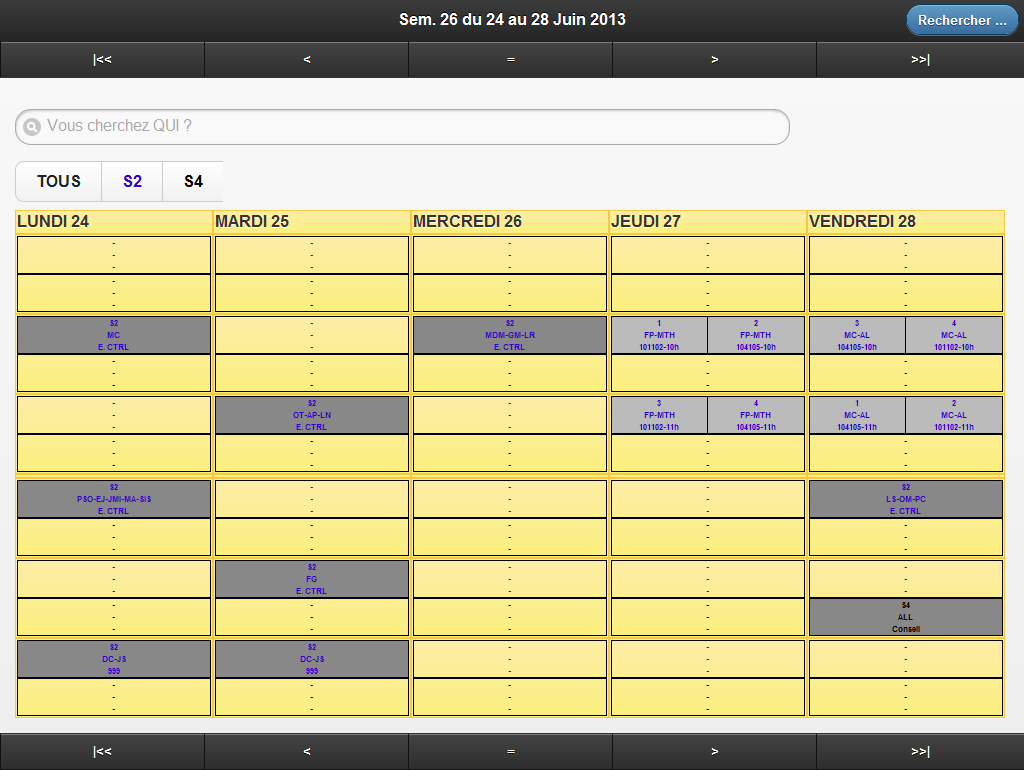 Sem. 26 du 24 au 28 Juin 2013
Rechercher ...
|<<
<
=
>
>>|
Vous cherchez QUI ?
TOUS
S2
S4
LUNDI 24
MARDI 25
MERCREDI 26
JEUDI 27
VENDREDI 28
S2
MC
E. CTRL
S2
MDM-GM-LR
E. CTRL
1
FP-MTH
101102-10h
2
FP-MTH
104105-10h
3
MC-AL
104105-10h
4
MC-AL
101102-10h
S2
OT-AP-LN
E. CTRL
3
FP-MTH
101102-11h
4
FP-MTH
104105-11h
1
MC-AL
104105-11h
2
MC-AL
101102-11h
S2
PSO-EJ-JMI-MA-SIS
E. CTRL
S2
LS-OM-PC
E. CTRL
S2
FG
E. CTRL
S4
ALL
Conseil
S2
DC-JS
999
S2
DC-JS
999
|<<
<
=
>
>>|